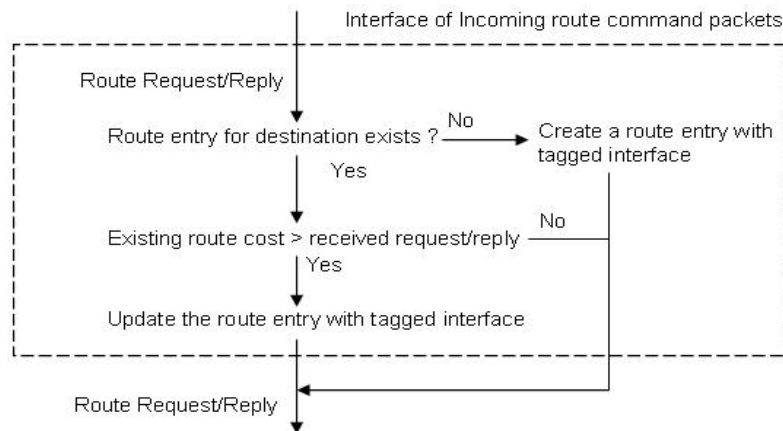 Interface of Incoming route command packets
Route Request/Reply
Route entry for destination exists ?
No
Create a route entry with
tagged interface
Yes
Existing route cost > received request/reply
No
Yes
Update the route entry with tagged interface
Route Request/Reply